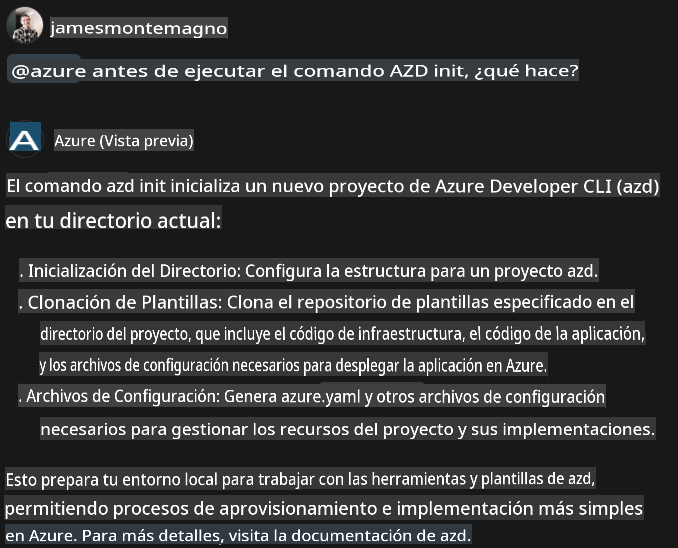 jamesmontemagno
@azure antes de ejecutar el comando AZD init, ¿qué hace?
Azure (Vista previa)
El comando azd init inicializa un nuevo proyecto de Azure Developer CLI (azd)
en tu directorio actual:
. Inicialización del Directorio: Configura la estructura para un proyecto azd.
. Clonación de Plantillas: Clona el repositorio de plantillas especificado en el
directorio del proyecto, que incluye el código de infraestructura, el código de la aplicación,
y los archivos de configuración necesarios para desplegar la aplicación en Azure.
. Archivos de Configuración: Genera azure.yaml y otros archivos de configuración
necesarios para gestionar los recursos del proyecto y sus implementaciones.
Esto prepara tu entorno local para trabajar con las herramientas y plantillas de azd,
permitiendo procesos de aprovisionamiento e implementación más simples
en Azure. Para más detalles, visita la documentación de azd.